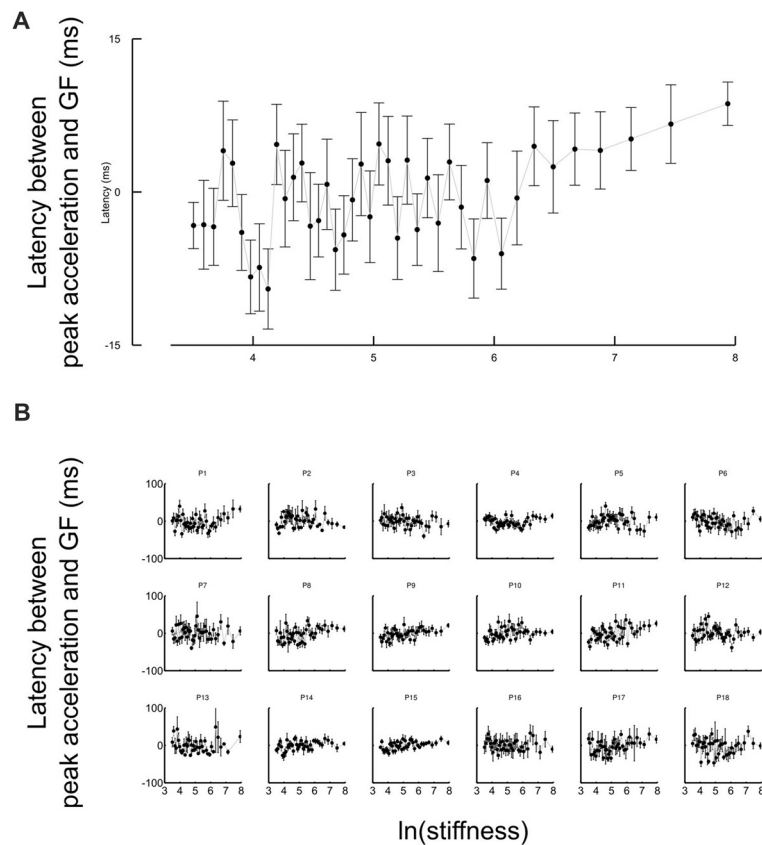 A
Latency between
peak acceleration and GF (ms)
Latency (ms)
15
0
-15
4 5 6 7 8
B
Latency between
peak acceleration and GF (ms)
P1 P2 P3 P4 P5 P6
100
0
-100
P7 P8 P9 P10 P11 P12
100
0
-100
P13 P14 P15 P16 P17 P18
100
0
-100
3 4 5 6 7 8 3 4 5 6 7 8 3 4 5 6 7 8 3 4 5 6 7 8 3 4 5 6 7 8 3 4 5 6 7 8
ln(stiffness)